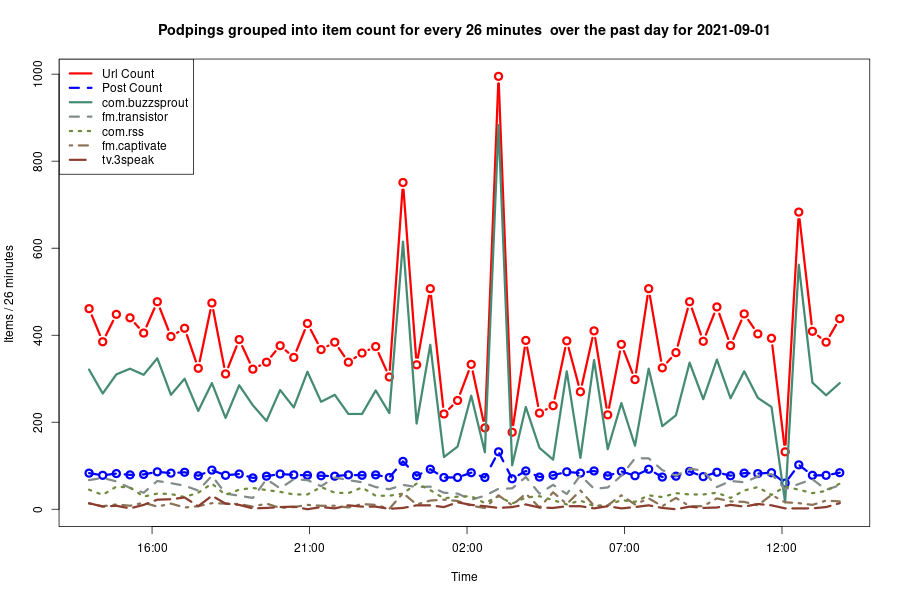 Podpings grouped into item count for every 26 minutes  over the past day for 2021-09-01
Url Count
Post Count
com.buzzsprout
fm.transistor
com.rss
fm.captivate
tv.3speak
Items / 26 minutes
1000
800
600
400
200
0
16:00
21:00
02:00
07:00
12:00
Time